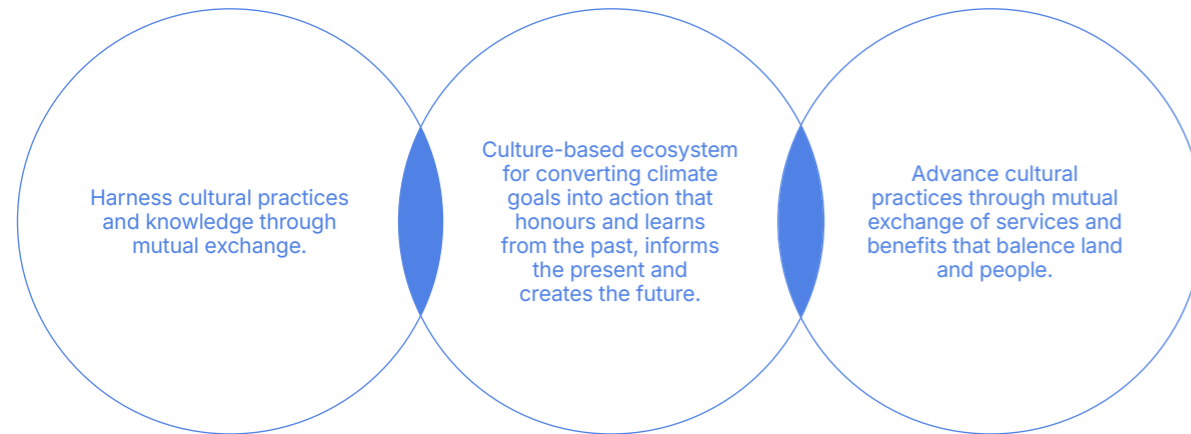 Harness cultural practices
and knowledge through
mutual exchange.
Culture-based ecosystem
for converting climate
goals into action that
honours and learns
from the past, informs
the present and
creates the future.
Advance cultural
practices through mutual
exchange of services and
benefits that balence land
and people.